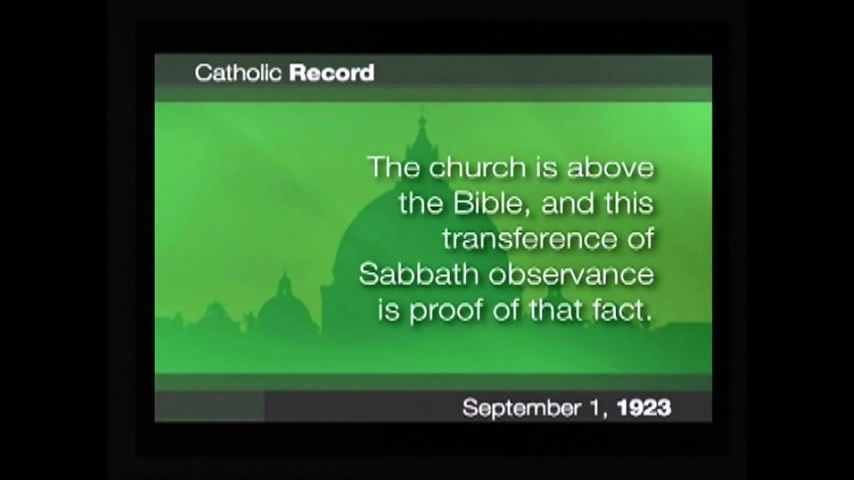 Catholic Record
The church is above
the Bible, and this
transference of
Sabbath observance
is proof of that fact.
September 1, 1923